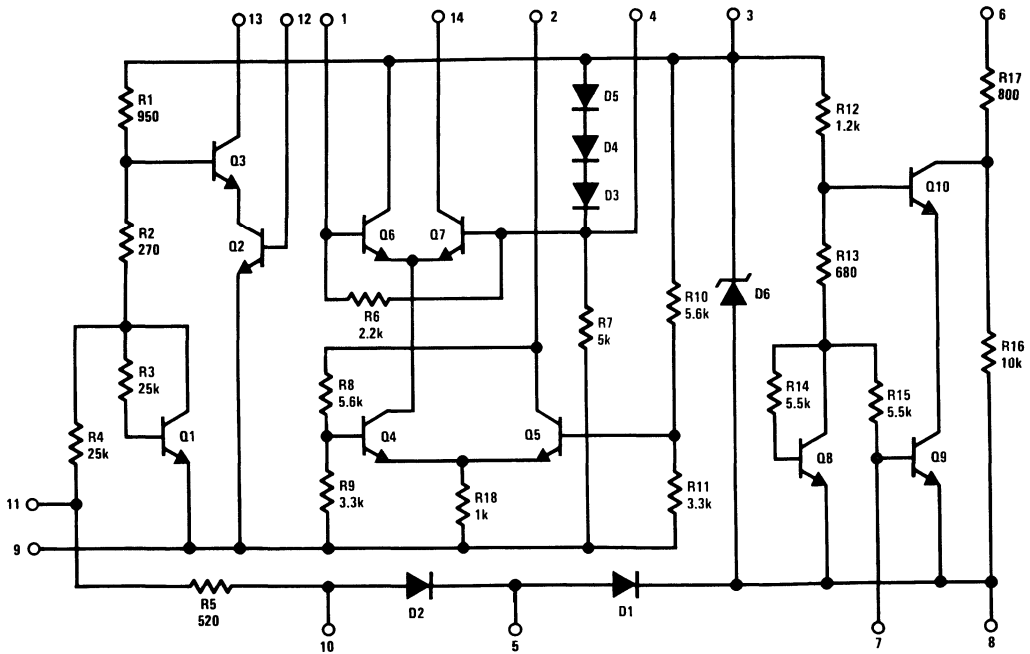 13
12
1
14
2
4
3
6
R1
950
D5
D4
D3
R12
1.2k
R17
800
Q3
Q10
R2
270
Q2
Q6
Q7
R13
680
R6
2.2k
R7
5k
R10
5.6k
D6
R16
10k
R3
25k
R8
5.6k
R14
5.5k
R15
5.5k
R4
25k
Q1
Q4
Q5
Q8
Q9
R9
3.3k
R18
1k
R11
3.3k
11
9
R5
520
D2
D1
10
5
7
8